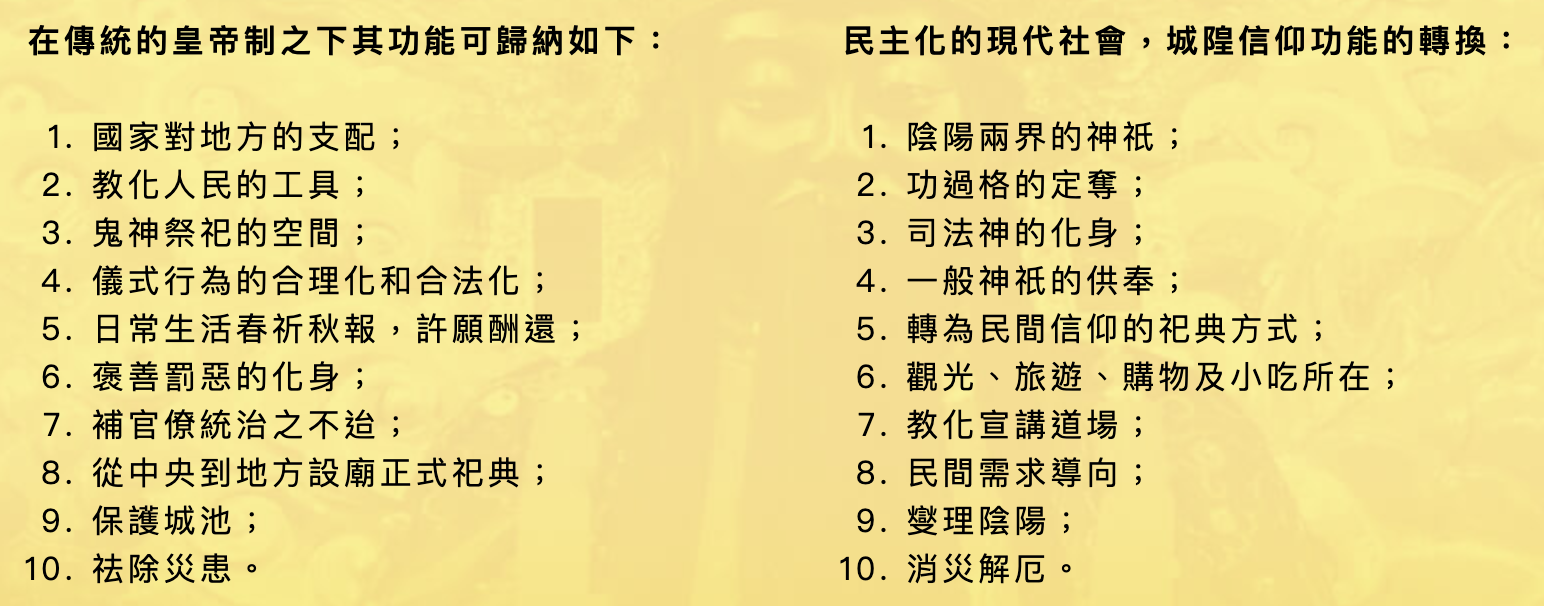 在傳統的皇帝制之下其功能可歸納如下：
1. 國家對地方的支配；
2. 教化人民的工具；
3. 鬼神祭祀的空間；
4. 儀式行為的合理化和合法化；
5. 日常生活春祈秋報，許願酬還；
6. 褒善罰惡的化身；
7. 補官僚統治之不迨；
8. 從中央到地方設廟正式祀典；
9. 保護城池；
10. 祛除災患。
民主化的現代社會，城隍信仰功能的轉換：
1. 陰陽兩界的神祇；
2. 功過格的定奪；
3. 司法神的化身；
4. 一般神祇的供奉；
5. 轉為民間信仰的祀典方式；
6. 觀光、旅遊、購物及小吃所在；
7. 教化宣講道場；
8. 民間需求導向；
9. 燮理陰陽；
10. 消災解厄。